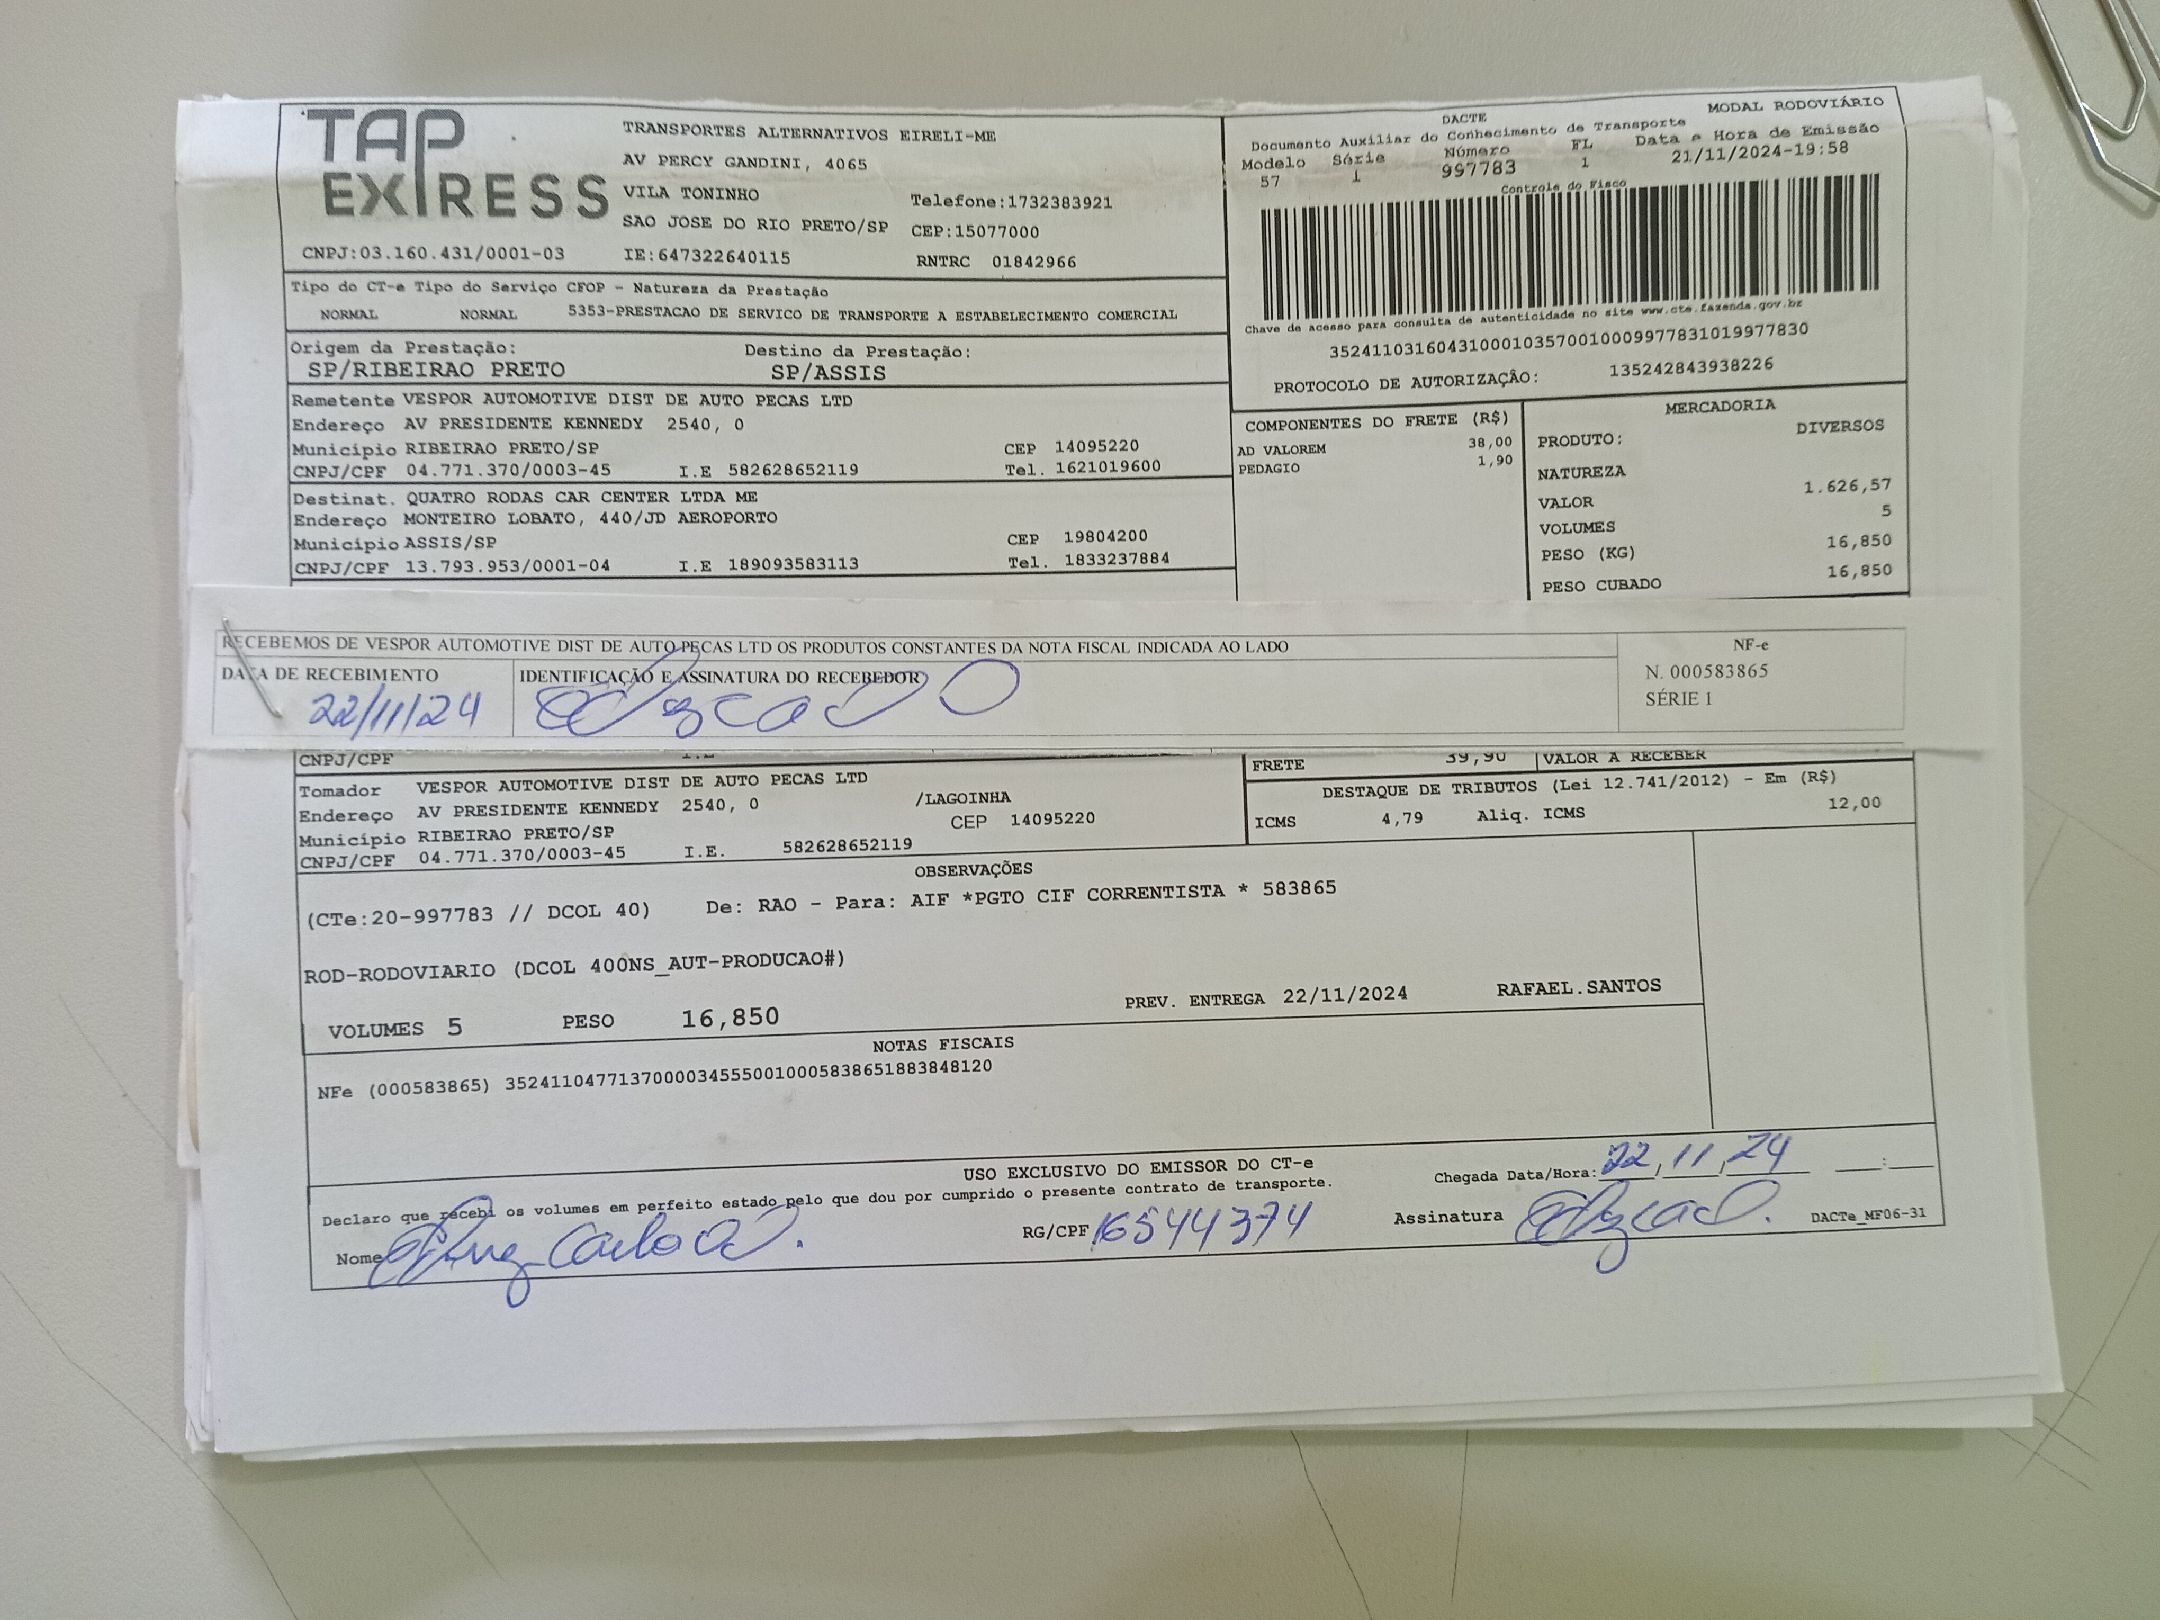 TAP EXPRESS
TRANSPORTES ALTERNATIVOS EIRELI-ME
AV PERCY GANDINI, 4065
VILA TONINHO
Telefone:1732383921
SAO JOSE DO RIO PRETO/SP CEP:15077000
CNPJ:03.160.431/0001-03 IE:647322640115 RNTRC 01842966
DACTE MODAL RODOVIÁRIO
Documento Auxiliar do Conhecimento de Transporte
Modelo Série Número FL Data e Hora de Emissão
57 1 997783 1 21/11/2024-19:58
Controle do Fisco
Chave de acesso para consulta de autenticidade no site www.cte.fazenda.gov.br
35241103160431000103570010009977831019977830
PROTOCOLO DE AUTORIZAÇÃO: 135242843938226
Tipo do CT-e Tipo do Serviço CFOP - Natureza da Prestação
NORMAL NORMAL 5353-PRESTACAO DE SERVICO DE TRANSPORTE A ESTABELECIMENTO COMERCIAL
Origem da Prestação: Destino da Prestação:
SP/RIBEIRAO PRETO SP/ASSIS
Remetente VESPOR AUTOMOTIVE DIST DE AUTO PECAS LTD
Endereço AV PRESIDENTE KENNEDY 2540, 0
Município RIBEIRAO PRETO/SP CEP 14095220
CNPJ/CPF 04.771.370/0003-45 I.E 582628652119 Tel. 1621019600
Destinat. QUATRO RODAS CAR CENTER LTDA ME
Endereço MONTEIRO LOBATO, 440/JD AEROPORTO
Município ASSIS/SP CEP 19804200
CNPJ/CPF 13.793.953/0001-04 I.E 189093583113 Tel. 1833237884
COMPONENTES DO FRETE (R$)
AD VALOREM 38,00
PEDAGIO 1,90
MERCADORIA
PRODUTO: DIVERSOS
NATUREZA
VALOR 1.626,57
VOLUMES 5
PESO (KG) 16,850
PESO CUBADO 16,850
RECEBEMOS DE VESPOR AUTOMOTIVE DIST DE AUTO PECAS LTD OS PRODUTOS CONSTANTES DA NOTA FISCAL INDICADA AO LADO
DATA DE RECEBIMENTO IDENTIFICAÇÃO E ASSINATURA DO RECEBEDOR
22/11/24
NF-e
N. 000583865
SÉRIE 1
CNPJ/CPF
FRETE 39,90 VALOR A RECEBER
Tomador VESPOR AUTOMOTIVE DIST DE AUTO PECAS LTD
Endereço AV PRESIDENTE KENNEDY 2540, 0 /LAGOINHA
Município RIBEIRAO PRETO/SP CEP 14095220
CNPJ/CPF 04.771.370/0003-45 I.E. 582628652119
DESTAQUE DE TRIBUTOS (Lei 12.741/2012) - Em (R$)
ICMS 4,79 Aliq. ICMS 12,00
OBSERVAÇÕES
(CTe:20-997783 // DCOL 40) De: RAO - Para: AIF *PGTO CIF CORRENTISTA * 583865
ROD-RODOVIARIO (DCOL 400NS_AUT-PRODUCAO#)
PREV. ENTREGA 22/11/2024 RAFAEL.SANTOS
VOLUMES 5 PESO 16,850
NOTAS FISCAIS
NFe (000583865) 35241104771370000345550010005838651883848120
USO EXCLUSIVO DO EMISSOR DO CT-e
Declaro que recebi os volumes em perfeito estado pelo que dou por cumprido o presente contrato de transporte.
Chegada Data/Hora: 22/11/24 __:__
Nome RG/CPF 16544374 Assinatura DACTe_MF06-31